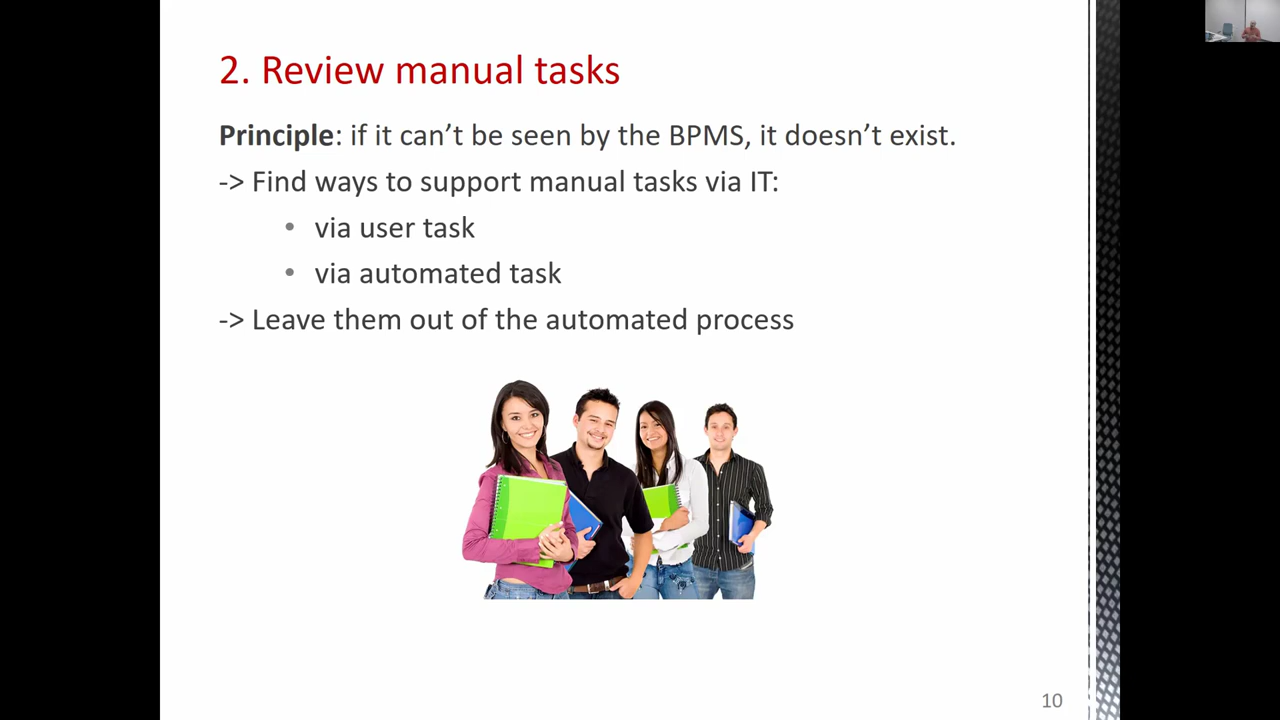 2. Review manual tasks
Principle: if it can’t be seen by the BPMS, it doesn’t exist.
-> Find ways to support manual tasks via IT:
• via user task
• via automated task
-> Leave them out of the automated process
10